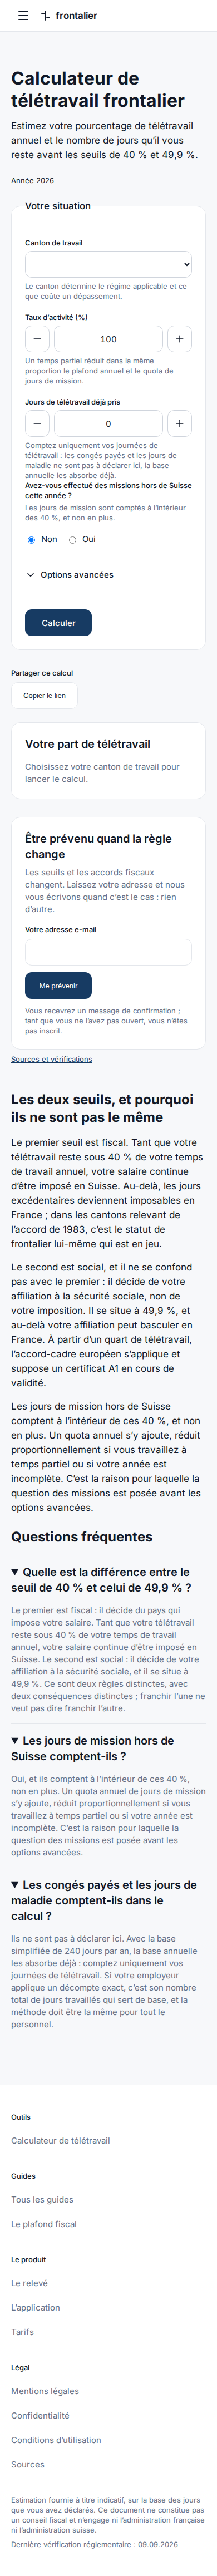 frontalier
Calculateur de
télétravail frontalier
Estimez votre pourcentage de télétravail
annuel et le nombre de jours qu’il vous
reste avant les seuils de 40 % et 49,9 %.
Année 2026
Votre situation
Canton de travail
Le canton détermine le régime applicable et ce
que coûte un dépassement.
Taux d’activité (%)
100
Un temps partiel réduit dans la même
proportion le plafond annuel et le quota de
jours de mission.
Jours de télétravail déjà pris
0
Comptez uniquement vos journées de
télétravail : les congés payés et les jours de
maladie ne sont pas à déclarer ici, la base
annuelle les absorbe déjà.
Avez-vous effectué des missions hors de Suisse
cette année ?
Les jours de mission sont comptés à l’intérieur
des 40 %, et non en plus.
Non Oui
Options avancées
Calculer
Partager ce calcul
Copier le lien
Votre part de télétravail
Choisissez votre canton de travail pour
lancer le calcul.
Être prévenu quand la règle
change
Les seuils et les accords fiscaux
changent. Laissez votre adresse et nous
vous écrivons quand c’est le cas : rien
d’autre.
Votre adresse e-mail
Me prévenir
Vous recevrez un message de confirmation ;
tant que vous ne l’avez pas ouvert, vous n’êtes
pas inscrit.
Sources et vérifications
Les deux seuils, et pourquoi
ils ne sont pas le même
Le premier seuil est fiscal. Tant que votre
télétravail reste sous 40 % de votre temps
de travail annuel, votre salaire continue
d’être imposé en Suisse. Au-delà, les jours
excédentaires deviennent imposables en
France ; dans les cantons relevant de
l’accord de 1983, c’est le statut de
frontalier lui-même qui est en jeu.
Le second est social, et il ne se confond
pas avec le premier : il décide de votre
affiliation à la sécurité sociale, non de
votre imposition. Il se situe à 49,9 %, et
au-delà votre affiliation peut basculer en
France. À partir d’un quart de télétravail,
l’accord-cadre européen s’applique et
suppose un certificat A1 en cours de
validité.
Les jours de mission hors de Suisse
comptent à l’intérieur de ces 40 %, et non
en plus. Un quota annuel s’y ajoute, réduit
proportionnellement si vous travaillez à
temps partiel ou si votre année est
incomplète. C’est la raison pour laquelle la
question des missions est posée avant les
options avancées.
Questions fréquentes
Quelle est la différence entre le
seuil de 40 % et celui de 49,9 % ?
Le premier est fiscal : il décide du pays qui
impose votre salaire. Tant que votre télétravail
reste sous 40 % de votre temps de travail
annuel, votre salaire continue d’être imposé en
Suisse. Le second est social : il décide de votre
affiliation à la sécurité sociale, et il se situe à
49,9 %. Ce sont deux règles distinctes, avec
deux conséquences distinctes ; franchir l’une ne
veut pas dire franchir l’autre.
Les jours de mission hors de
Suisse comptent-ils ?
Oui, et ils comptent à l’intérieur de ces 40 %,
non en plus. Un quota annuel de jours de mission
s’y ajoute, réduit proportionnellement si vous
travaillez à temps partiel ou si votre année est
incomplète. C’est la raison pour laquelle la
question des missions est posée avant les
options avancées.
Les congés payés et les jours de
maladie comptent-ils dans le
calcul ?
Ils ne sont pas à déclarer ici. Avec la base
simplifiée de 240 jours par an, la base annuelle
les absorbe déjà : comptez uniquement vos
journées de télétravail. Si votre employeur
applique un décompte exact, c’est son nombre
total de jours travaillés qui sert de base, et la
méthode doit être la même pour tout le
personnel.
Outils
Calculateur de télétravail
Guides
Tous les guides
Le plafond fiscal
Le produit
Le relevé
L’application
Tarifs
Légal
Mentions légales
Confidentialité
Conditions d’utilisation
Sources
Estimation fournie à titre indicatif, sur la base des jours
que vous avez déclarés. Ce document ne constitue pas
un conseil fiscal et n’engage ni l’administration française
ni l’administration suisse.
Dernière vérification réglementaire : 09.09.2026